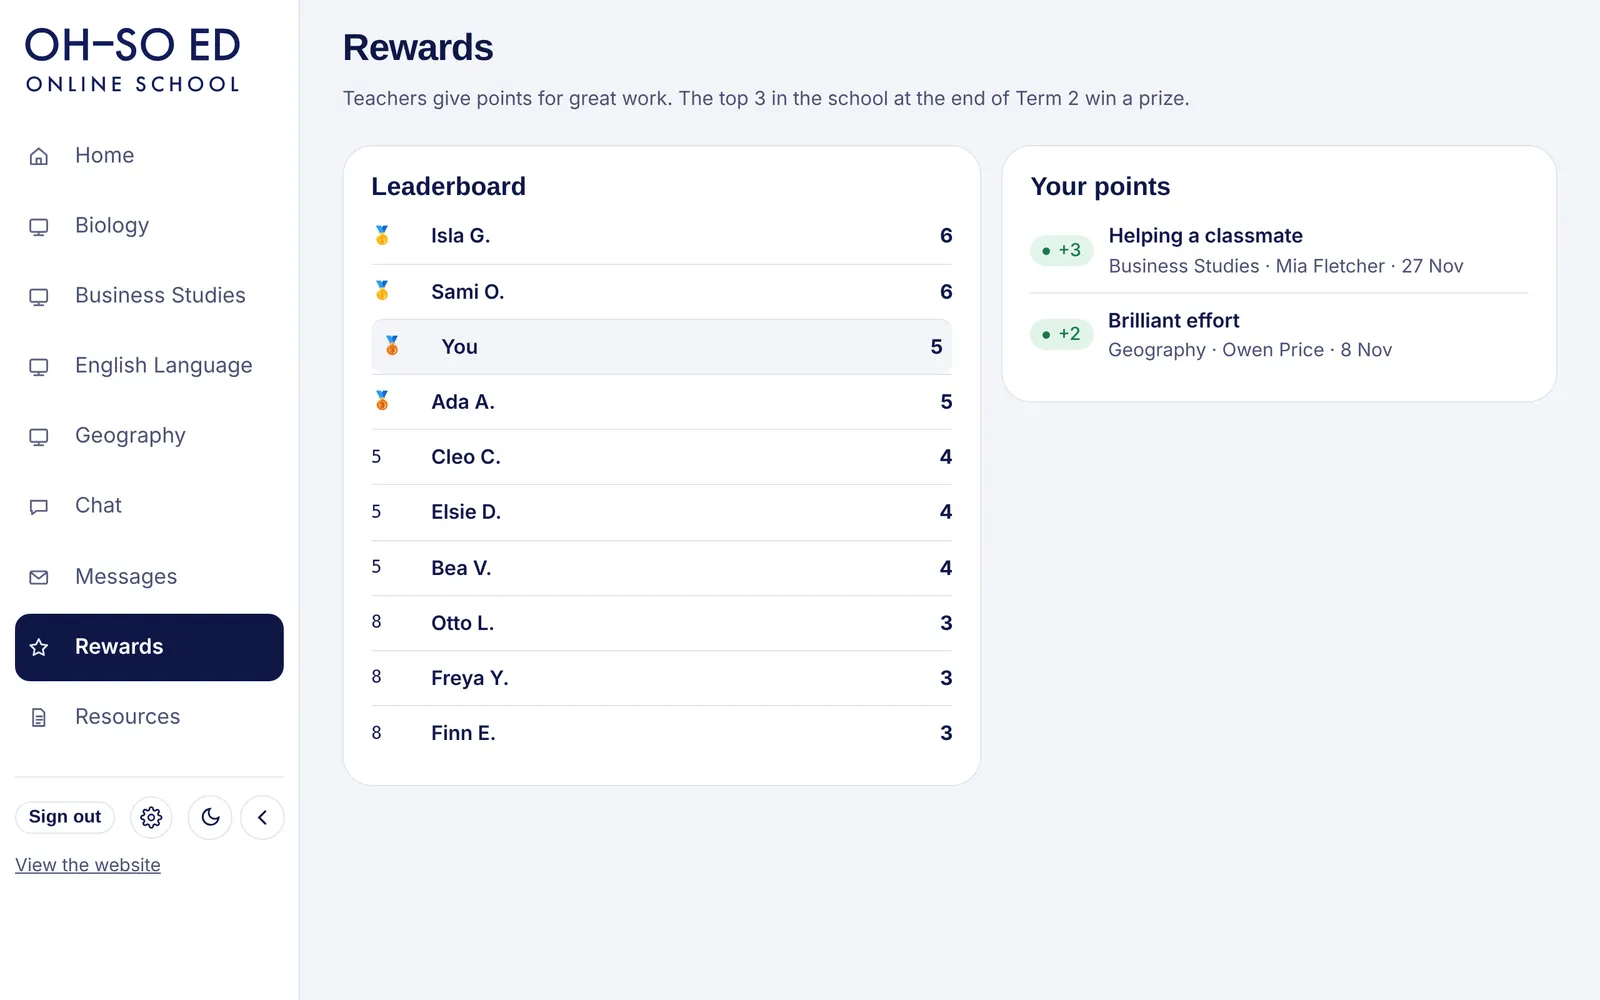 OH-SO ED
ONLINE SCHOOL
Home
Biology
Business Studies
English Language
Geography
Chat
Messages
Rewards
Resources
Sign out
View the website
Rewards
Teachers give points for great work. The top 3 in the school at the end of Term 2 win a prize.
Leaderboard
Isla G. 6
Sami O. 6
You 5
Ada A. 5
5 Cleo C. 4
5 Elsie D. 4
5 Bea V. 4
8 Otto L. 3
8 Freya Y. 3
8 Finn E. 3
Your points
+3 Helping a classmate
Business Studies · Mia Fletcher · 27 Nov
+2 Brilliant effort
Geography · Owen Price · 8 Nov